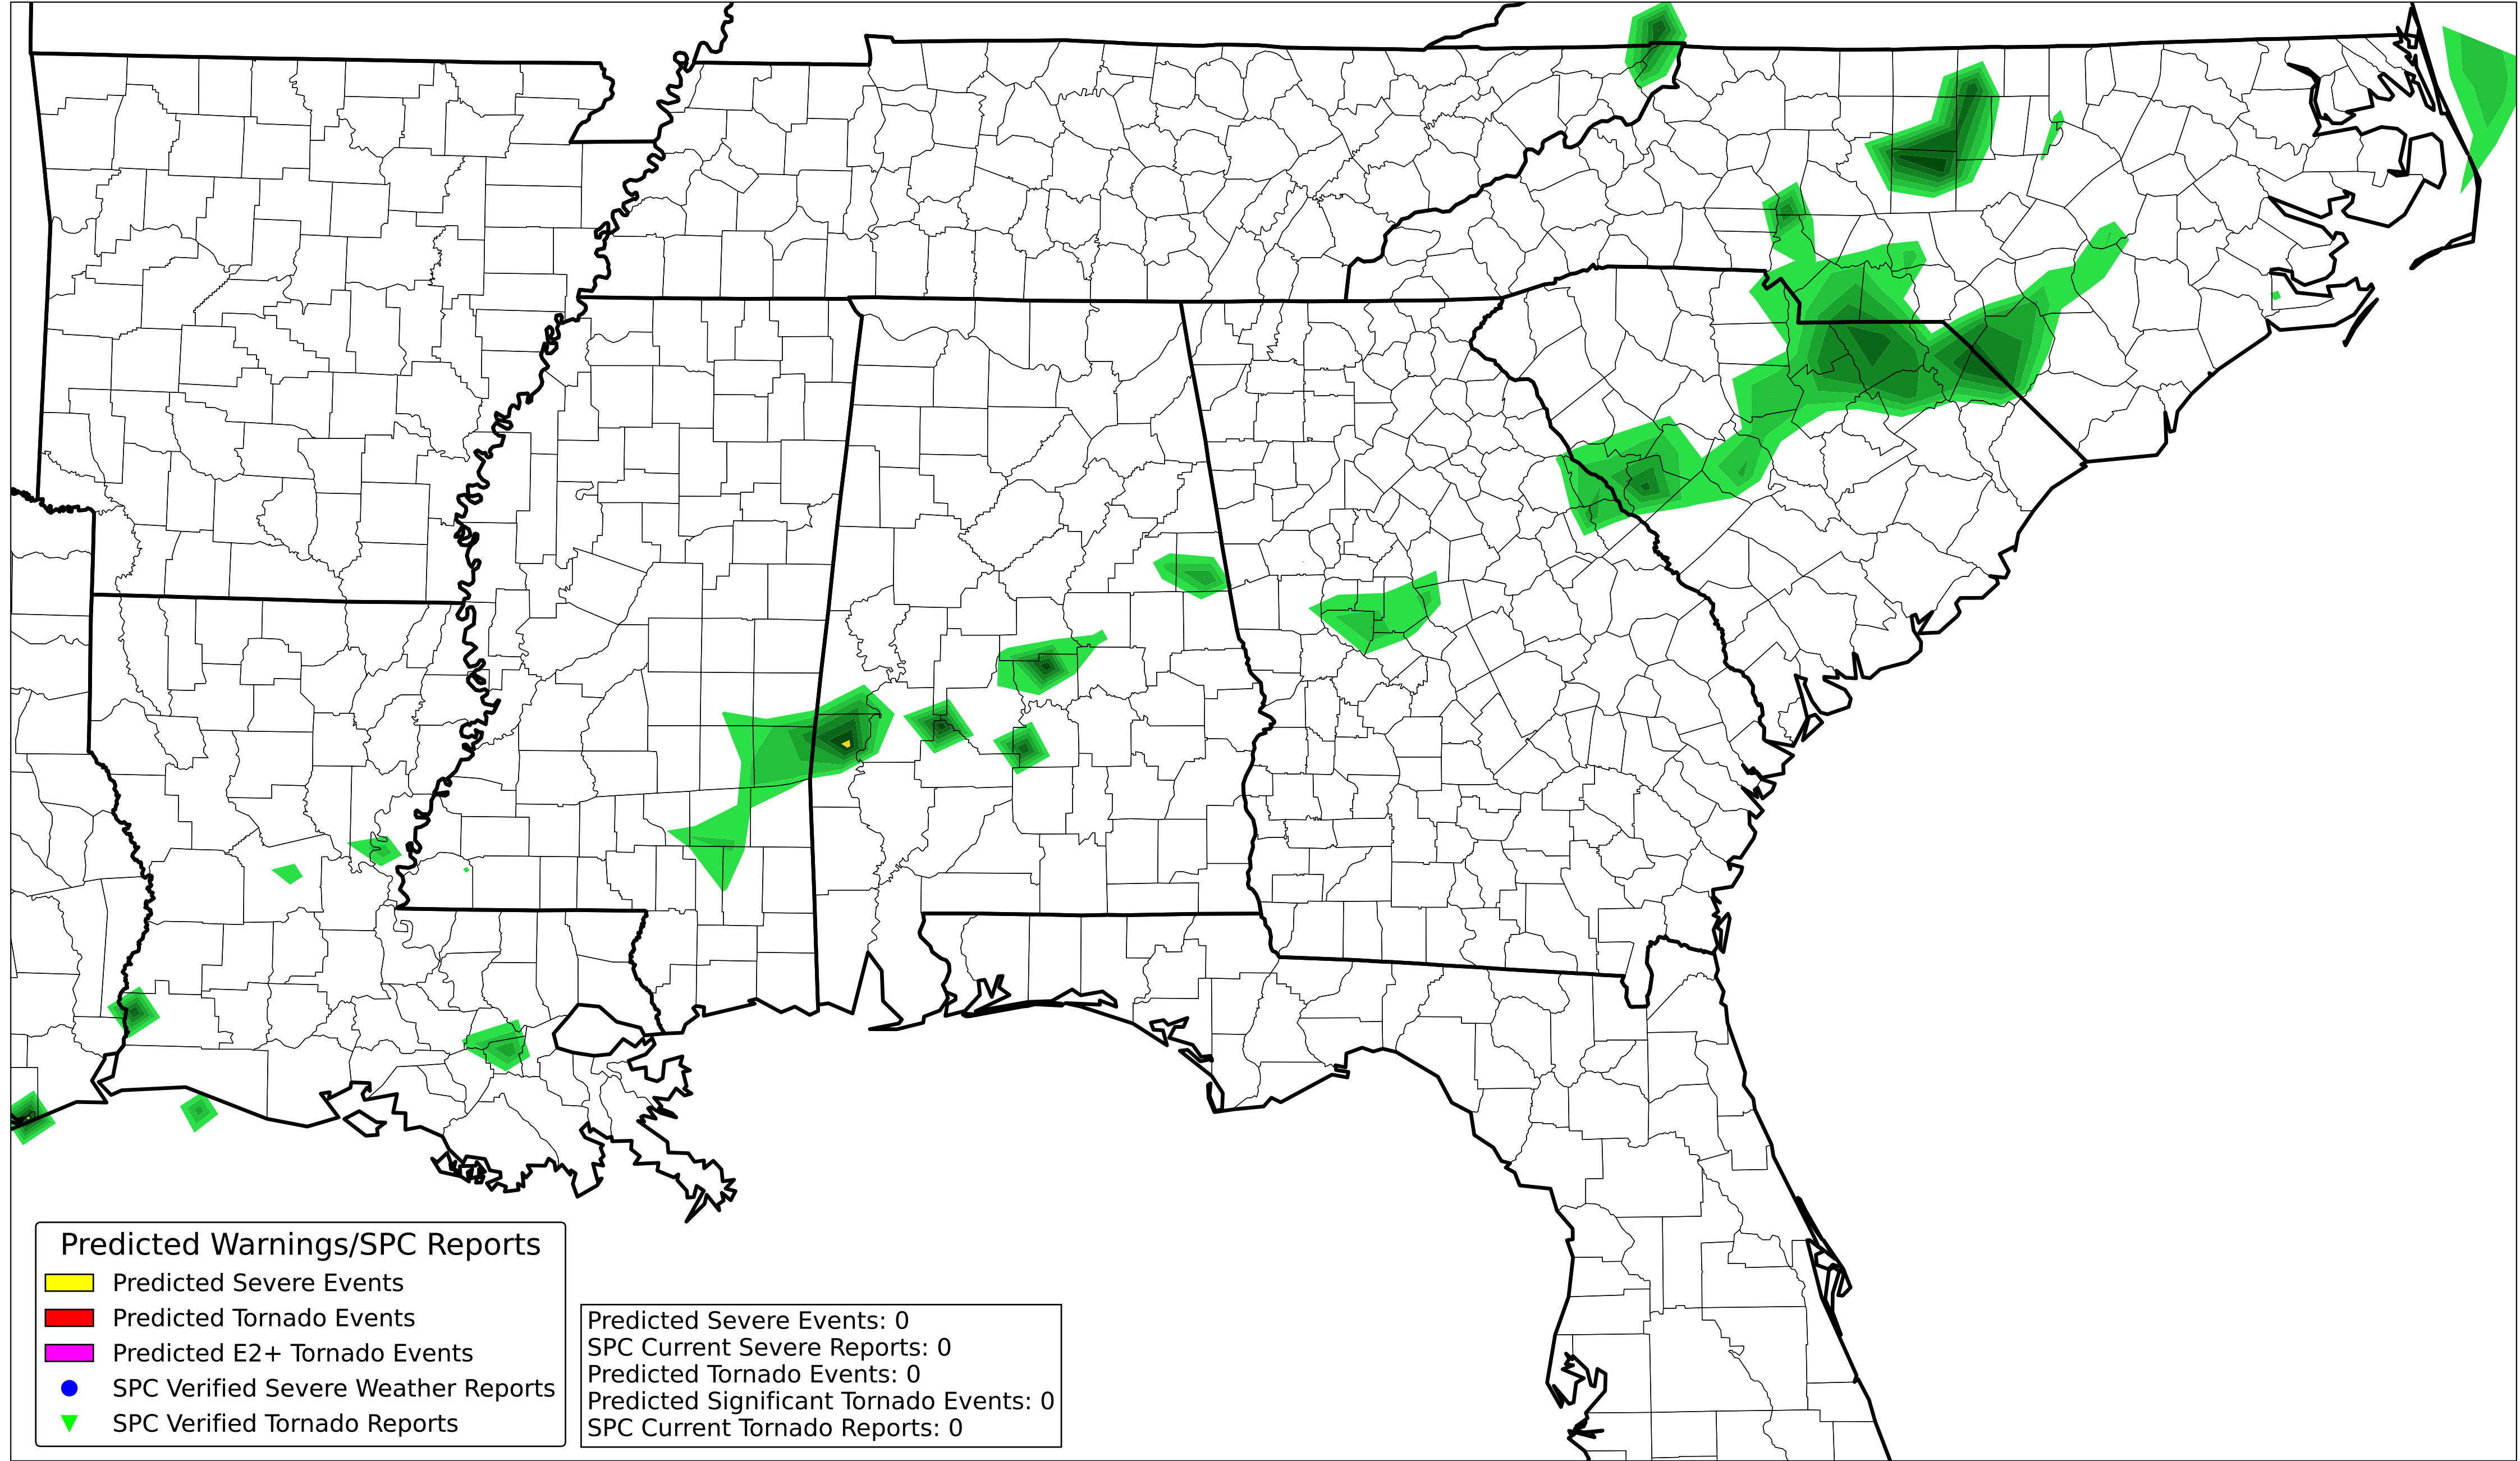 Predicted Warnings/SPC Reports
Predicted Severe Events
Predicted Tornado Events
Predicted E2+ Tornado Events
SPC Verified Severe Weather Reports
SPC Verified Tornado Reports
Predicted Severe Events: 0
SPC Current Severe Reports: 0
Predicted Tornado Events: 0
Predicted Significant Tornado Events: 0
SPC Current Tornado Reports: 0